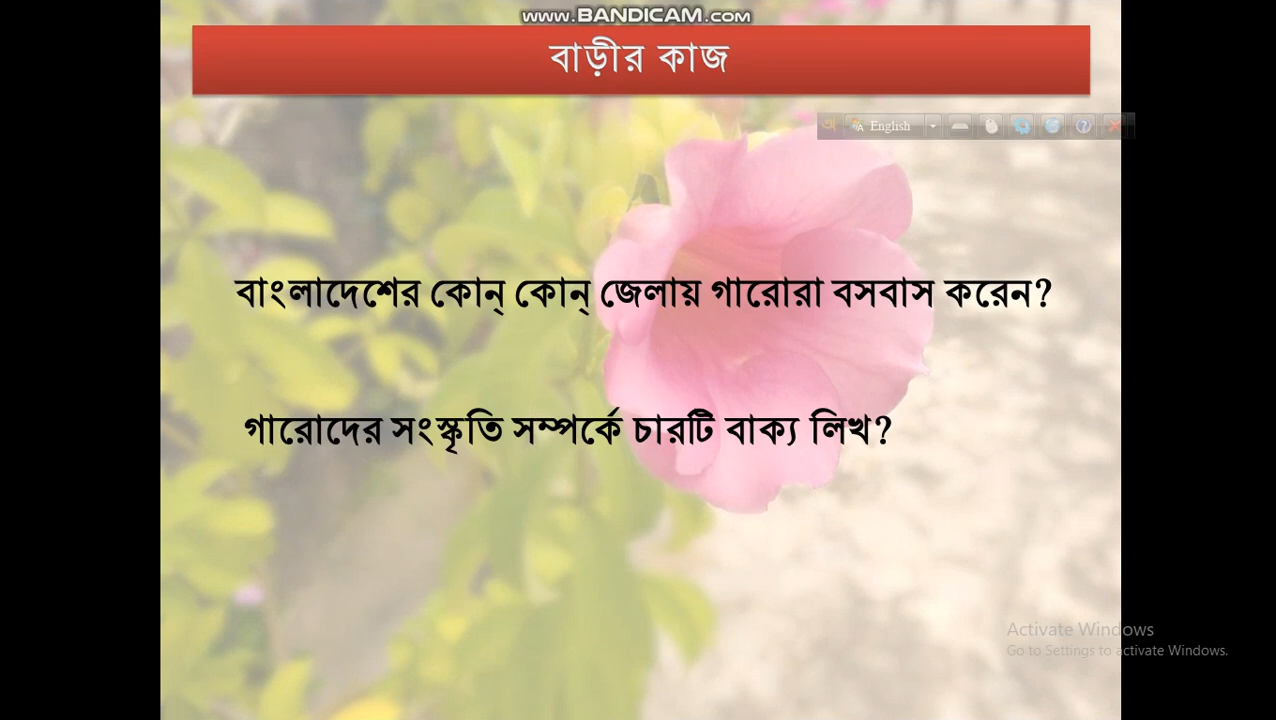 www.BANDICAM.com
বাড়ীর কাজ
অ English
বাংলাদেশের কোন্ কোন্ জেলায় গারোরা বসবাস করেন?
গারোদের সংস্কৃতি সম্পর্কে চারটি বাক্য লিখ?
Activate Windows
Go to Settings to activate Windows.